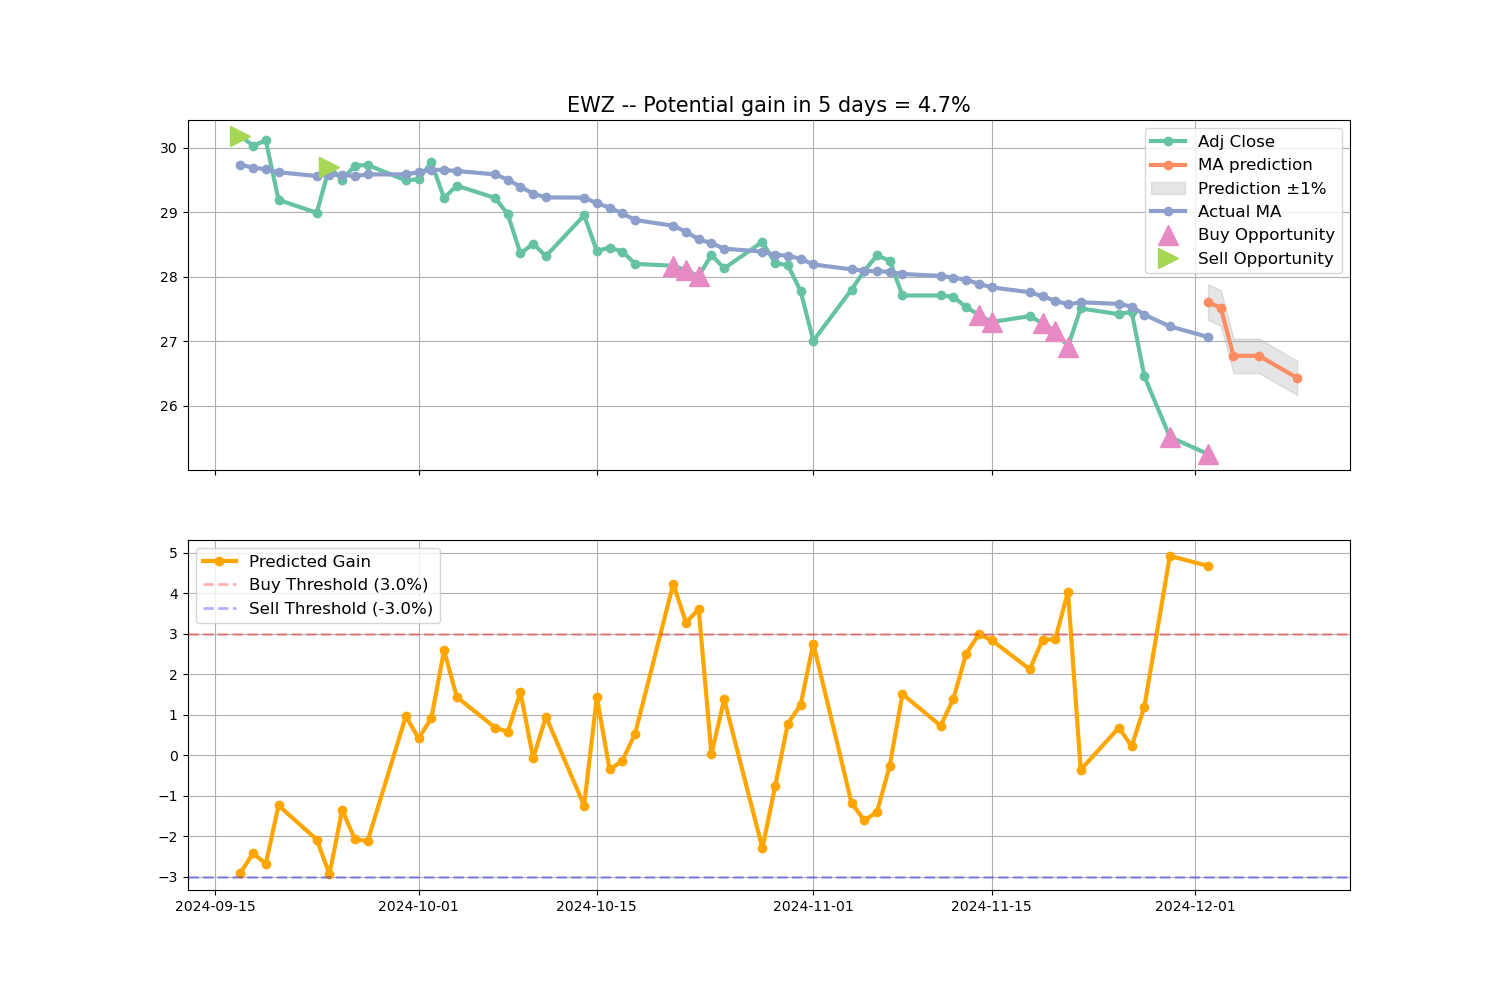 EWZ -- Potential gain in 5 days = 4.7%
30
29
28
27
26
Adj Close
MA prediction
Prediction ±1%
Actual MA
Buy Opportunity
Sell Opportunity
5
4
3
2
1
0
−1
−2
−3
Predicted Gain
Buy Threshold (3.0%)
Sell Threshold (-3.0%)
2024-09-15
2024-10-01
2024-10-15
2024-11-01
2024-11-15
2024-12-01